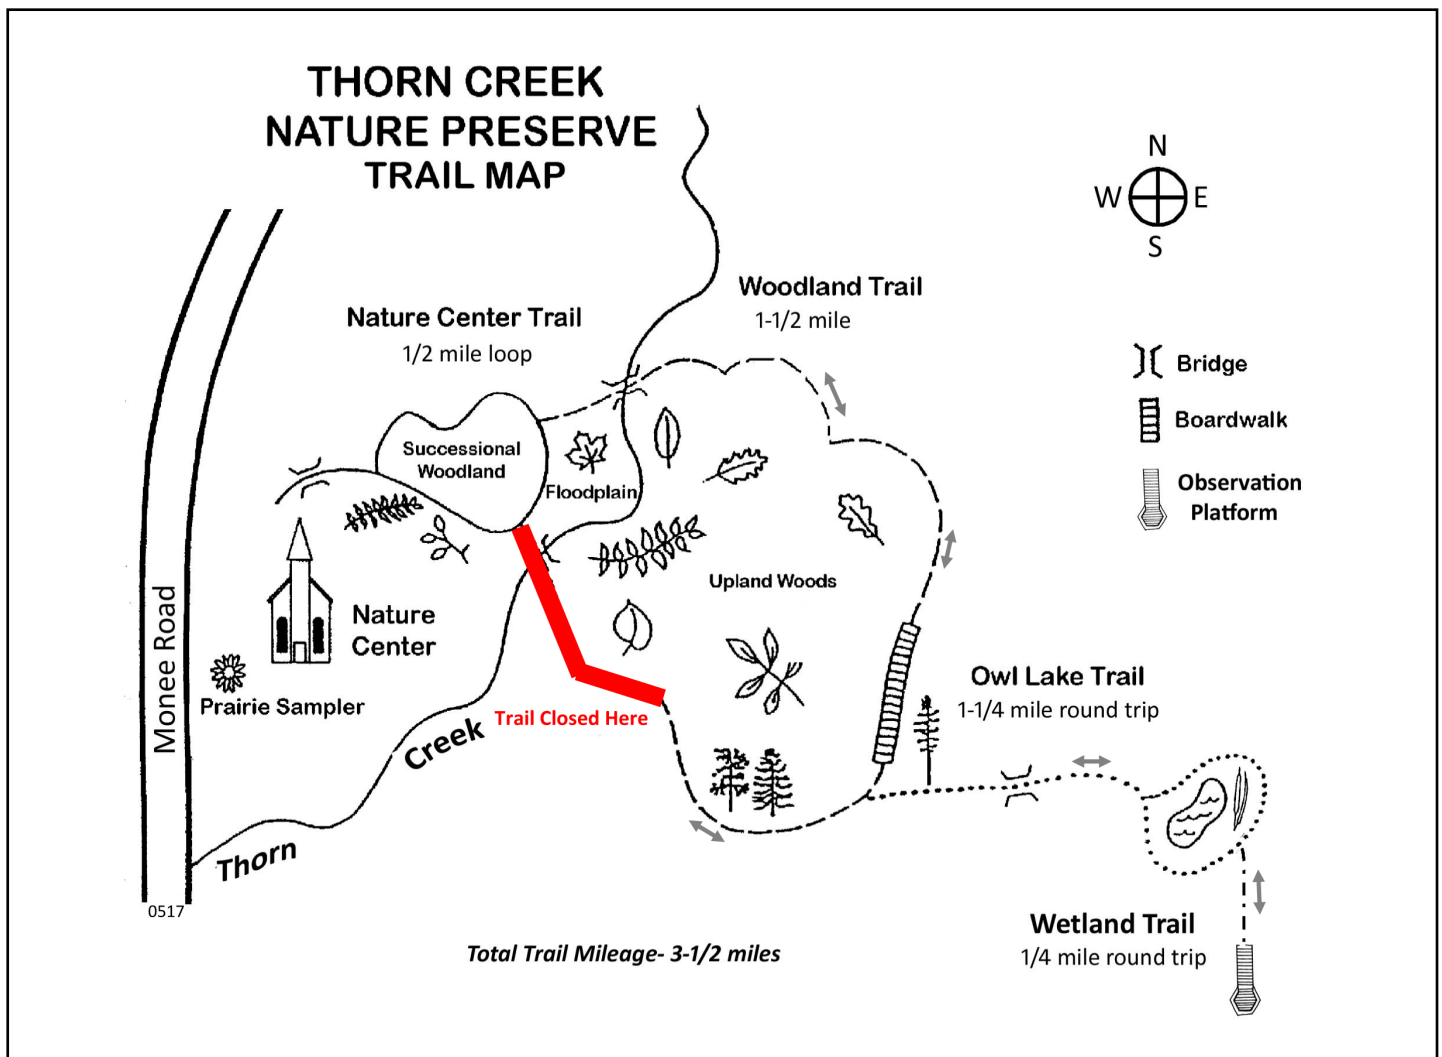 THORN CREEK
NATURE PRESERVE
TRAIL MAP
N
W E
S
Woodland Trail
1-1/2 mile
Nature Center Trail
1/2 mile loop
Bridge
Boardwalk
Observation
Platform
Successional
Woodland
Floodplain
Upland Woods
Monee Road
Nature
Center
Prairie Sampler
Trail Closed Here
Owl Lake Trail
1-1/4 mile round trip
Thorn Creek
0517
Wetland Trail
1/4 mile round trip
Total Trail Mileage- 3-1/2 miles